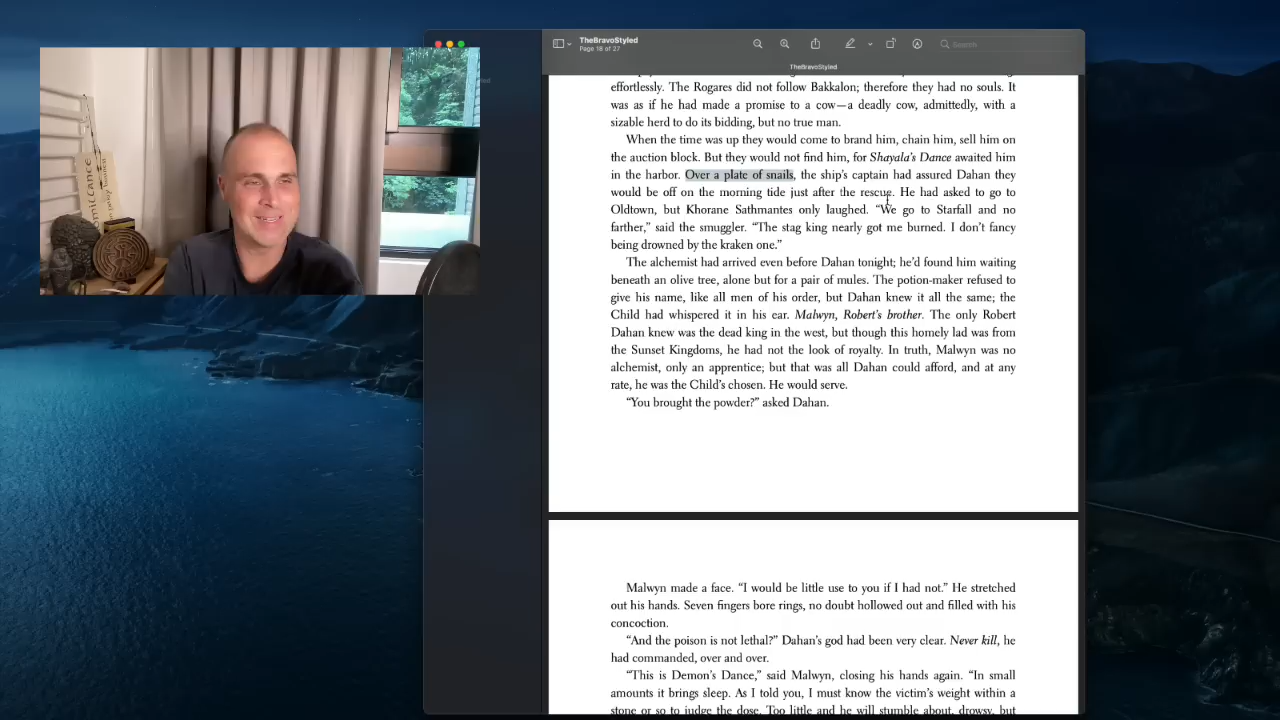 TheBravoStyled
Page 18 of 27
Search
TheBravoStyled
effortlessly. The Rogares did not follow Bakkalon; therefore they had no souls. It
was as if he had made a promise to a cow—a deadly cow, admittedly, with a
sizable herd to do its bidding, but no true man.
When the time was up they would come to brand him, chain him, sell him on
the auction block. But they would not find him, for Shayala's Dance awaited him
in the harbor. Over a plate of snails, the ship's captain had assured Dahan they
would be off on the morning tide just after the rescue. He had asked to go to
Oldtown, but Khorane Sathmantes only laughed. “We go to Starfall and no
farther,” said the smuggler. “The stag king nearly got me burned. I don't fancy
being drowned by the kraken one.”
The alchemist had arrived even before Dahan tonight; he'd found him waiting
beneath an olive tree, alone but for a pair of mules. The potion-maker refused to
give his name, like all men of his order, but Dahan knew it all the same; the
Child had whispered it in his ear. Malwyn, Robert's brother. The only Robert
Dahan knew was the dead king in the west, but though this homely lad was from
the Sunset Kingdoms, he had not the look of royalty. In truth, Malwyn was no
alchemist, only an apprentice; but that was all Dahan could afford, and at any
rate, he was the Child's chosen. He would serve.
“You brought the powder?” asked Dahan.
Malwyn made a face. “I would be little use to you if I had not.” He stretched
out his hands. Seven fingers bore rings, no doubt hollowed out and filled with his
concoction.
“And the poison is not lethal?” Dahan's god had been very clear. Never kill, he
had commanded, over and over.
“This is Demon's Dance,” said Malwyn, closing his hands again. “In small
amounts it brings sleep. As I told you, I must know the victim's weight within a
stone or so to judge the dose. Too little and he will stumble about, drowsy, but